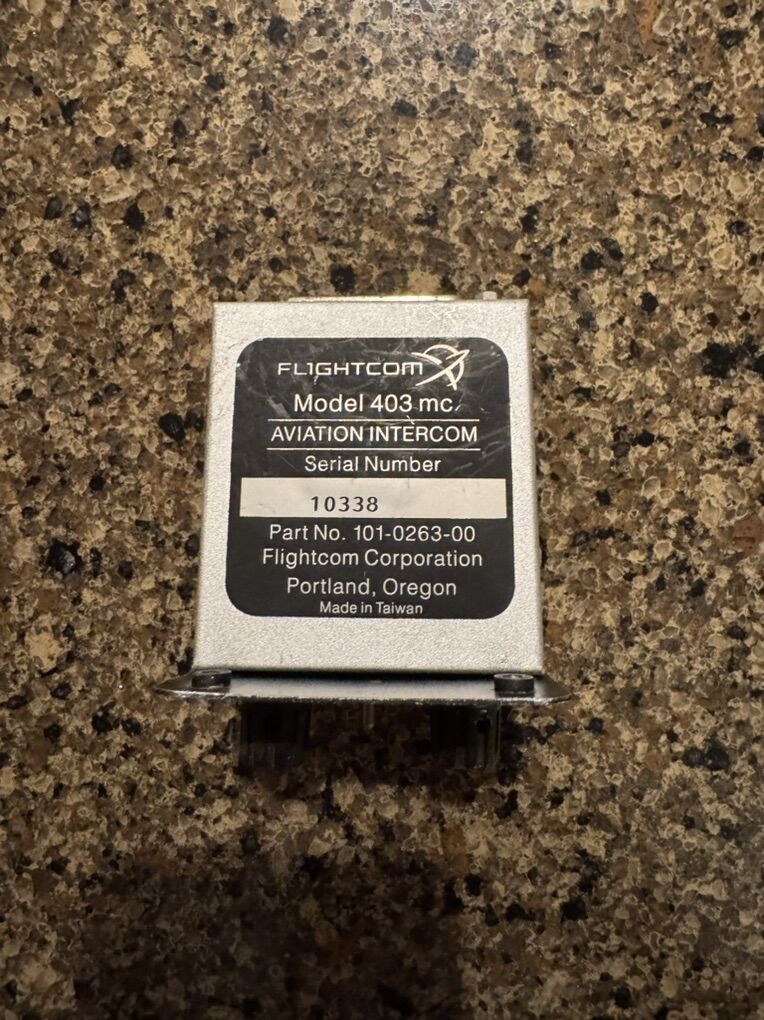 FLIGHTCOM
Model 403 mc
AVIATION INTERCOM
Serial Number
10338
Part No. 101-0263-00
Flightcom Corporation
Portland, Oregon
Made in Taiwan